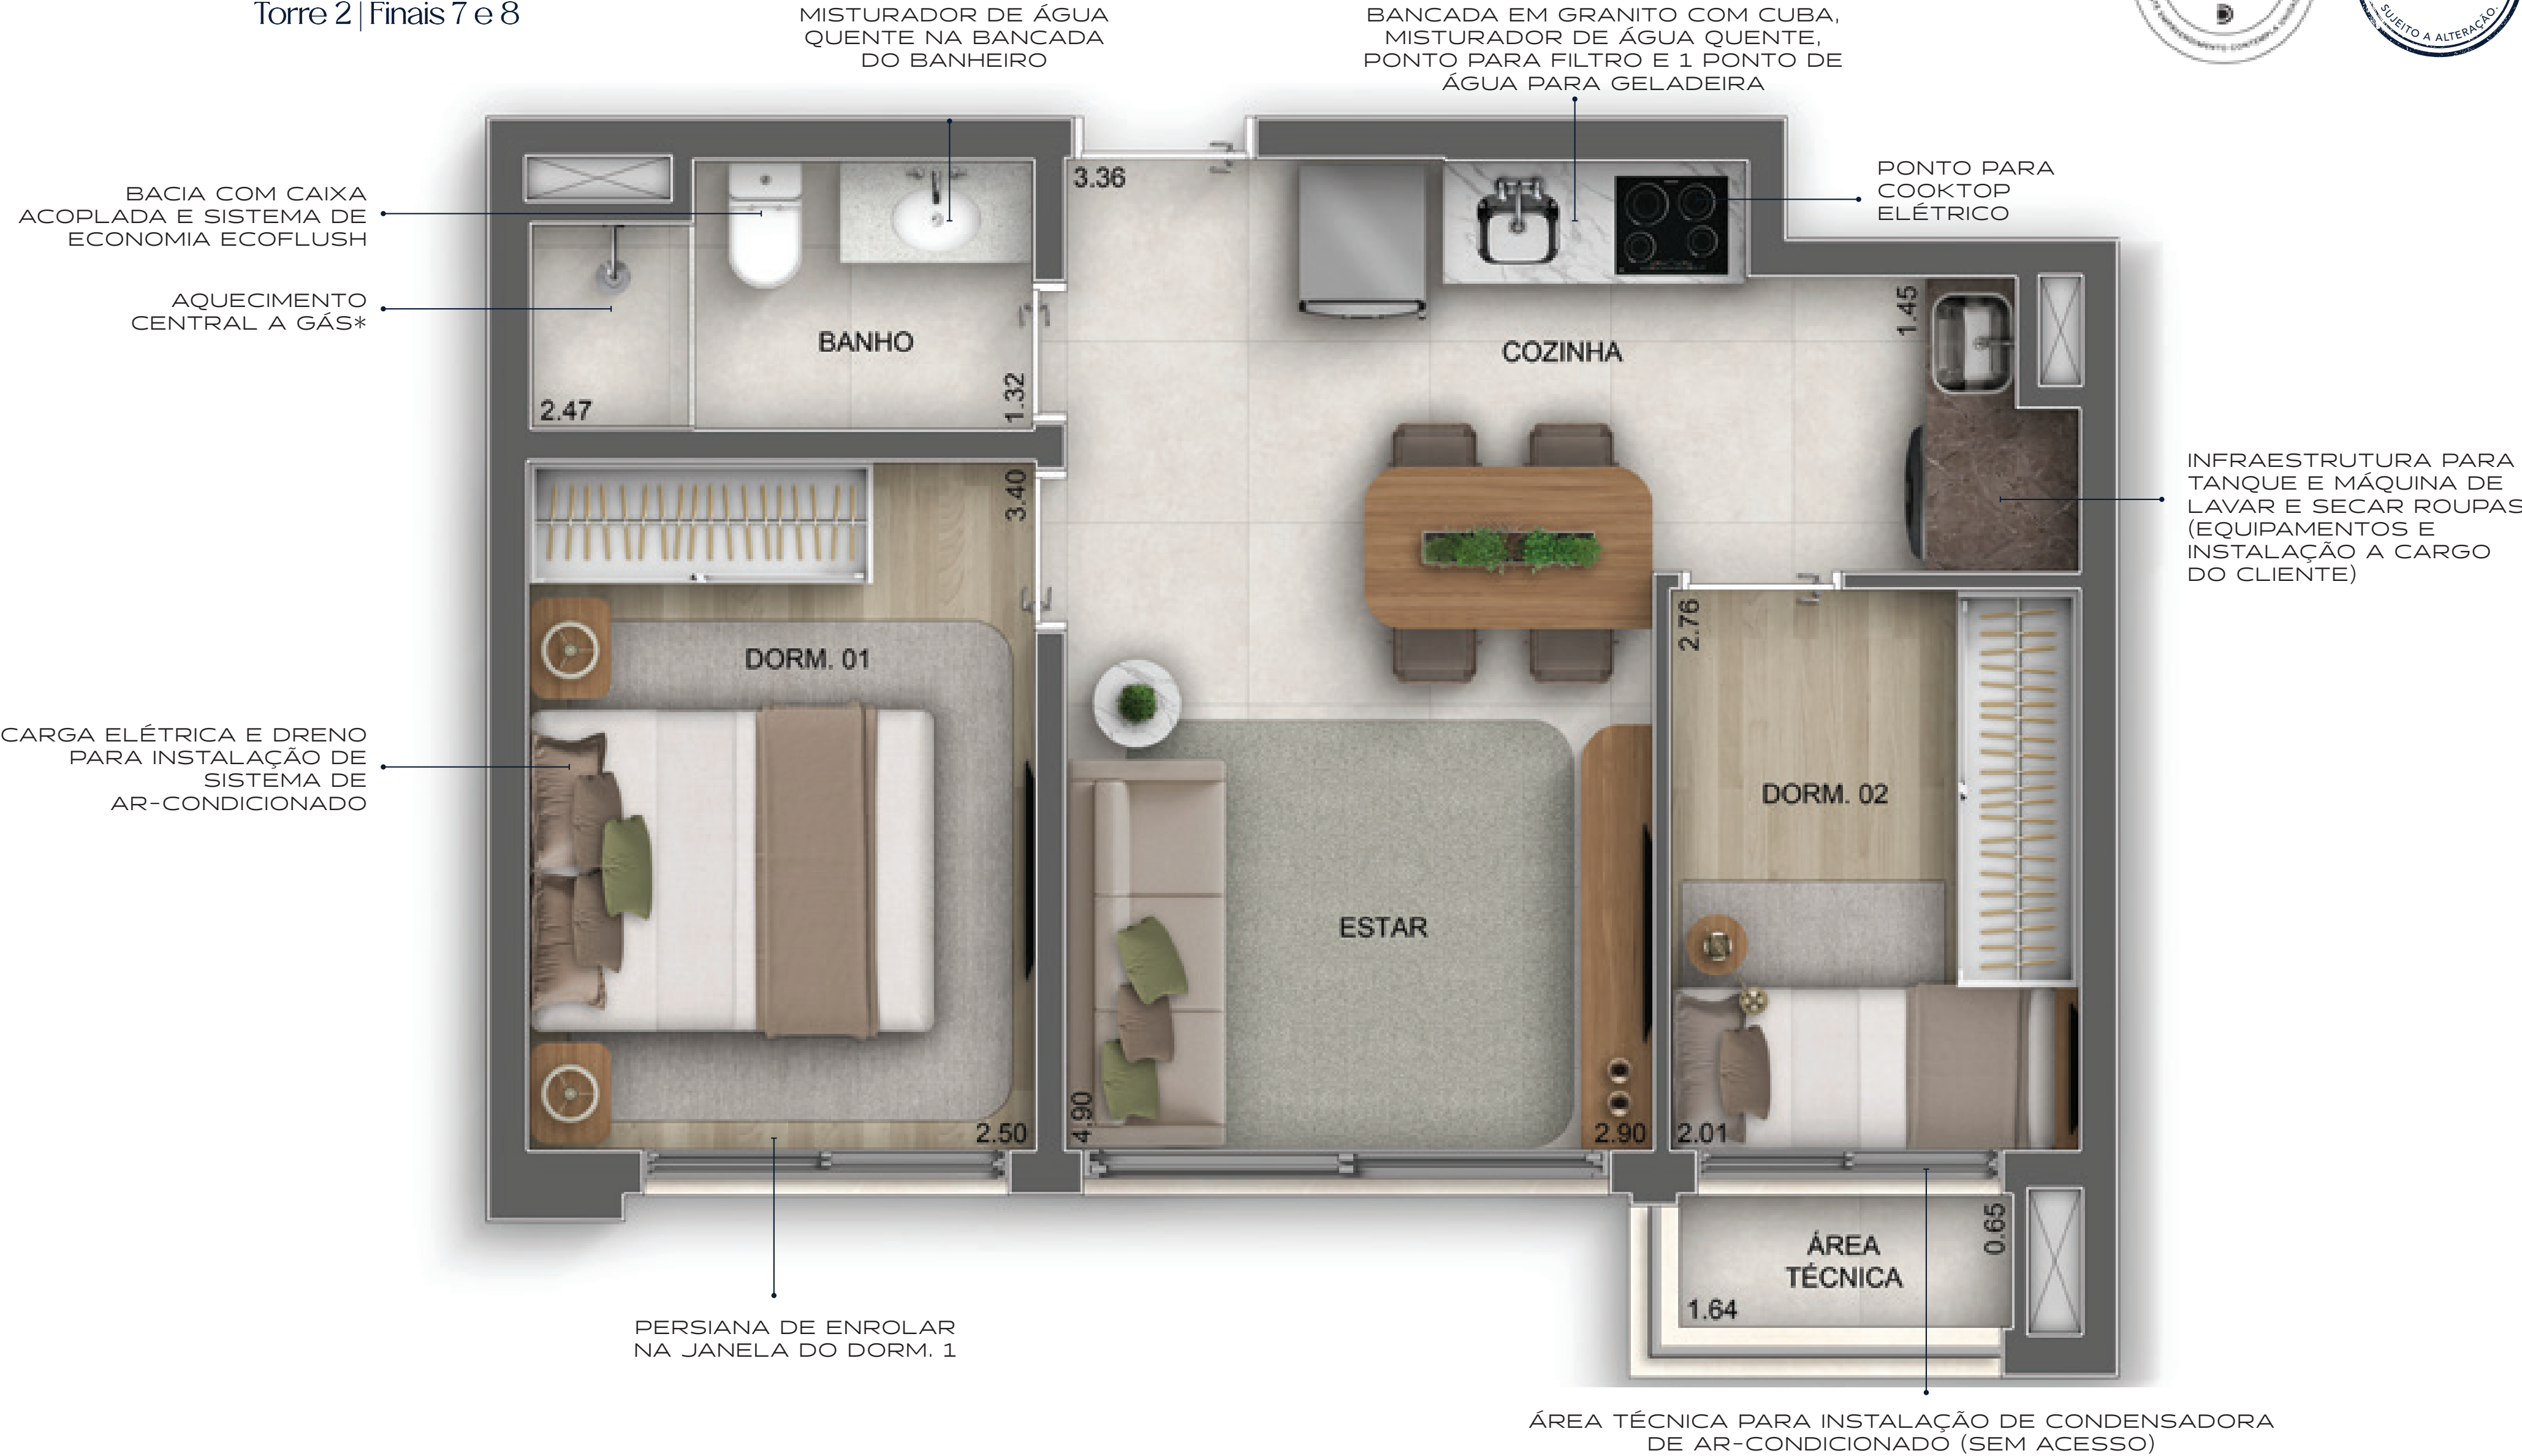 Torre 2 | Finais 7 e 8
MISTURADOR DE ÁGUA
QUENTE NA BANCADA
DO BANHEIRO
BANCADA EM GRANITO COM CUBA,
MISTURADOR DE ÁGUA QUENTE,
PONTO PARA FILTRO E 1 PONTO DE
ÁGUA PARA GELADEIRA
SUJEITO A ALTERAÇÃO.
BACIA COM CAIXA
ACOPLADA E SISTEMA DE
ECONOMIA ECOFLUSH
AQUECIMENTO
CENTRAL A GÁS*
PONTO PARA
COOKTOP
ELÉTRICO
3.36
1.45
BANHO
COZINHA
2.47
1.32
3.40
INFRAESTRUTURA PARA
TANQUE E MÁQUINA DE
LAVAR E SECAR ROUPAS
(EQUIPAMENTOS E
INSTALAÇÃO A CARGO
DO CLIENTE)
2.76
DORM. 01
CARGA ELÉTRICA E DRENO
PARA INSTALAÇÃO DE
SISTEMA DE
AR-CONDICIONADO
DORM. 02
ESTAR
2.50
4.90
2.90
2.01
0.65
ÁREA
TÉCNICA
1.64
PERSIANA DE ENROLAR
NA JANELA DO DORM. 1
ÁREA TÉCNICA PARA INSTALAÇÃO DE CONDENSADORA
DE AR-CONDICIONADO (SEM ACESSO)